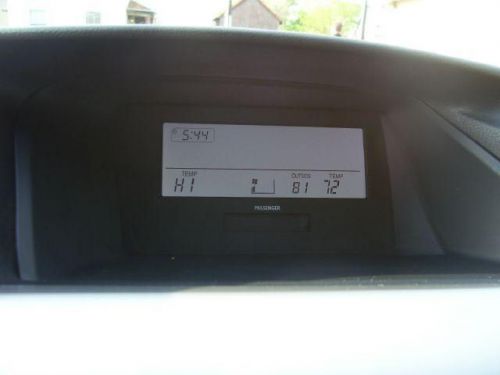 5:44
TEMP OUTSIDE TEMP
HI 81 72
PASSENGER